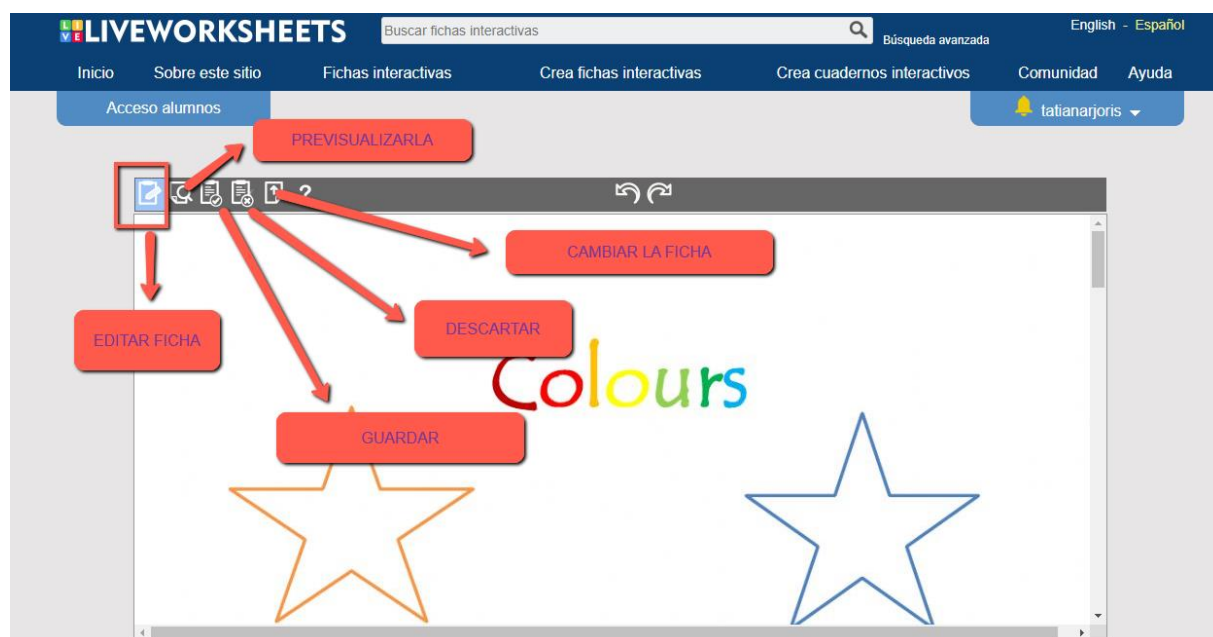 LIVE LIVEWORKSHEETS
Buscar fichas interactivas
Búsqueda avanzada
English - Español
Inicio Sobre este sitio Fichas interactivas Crea fichas interactivas Crea cuadernos interactivos Comunidad Ayuda
Acceso alumnos
tatianarjoris
PREVISUALIZARLA
?
CAMBIAR LA FICHA
DESCARTAR
EDITAR FICHA
Colours
GUARDAR